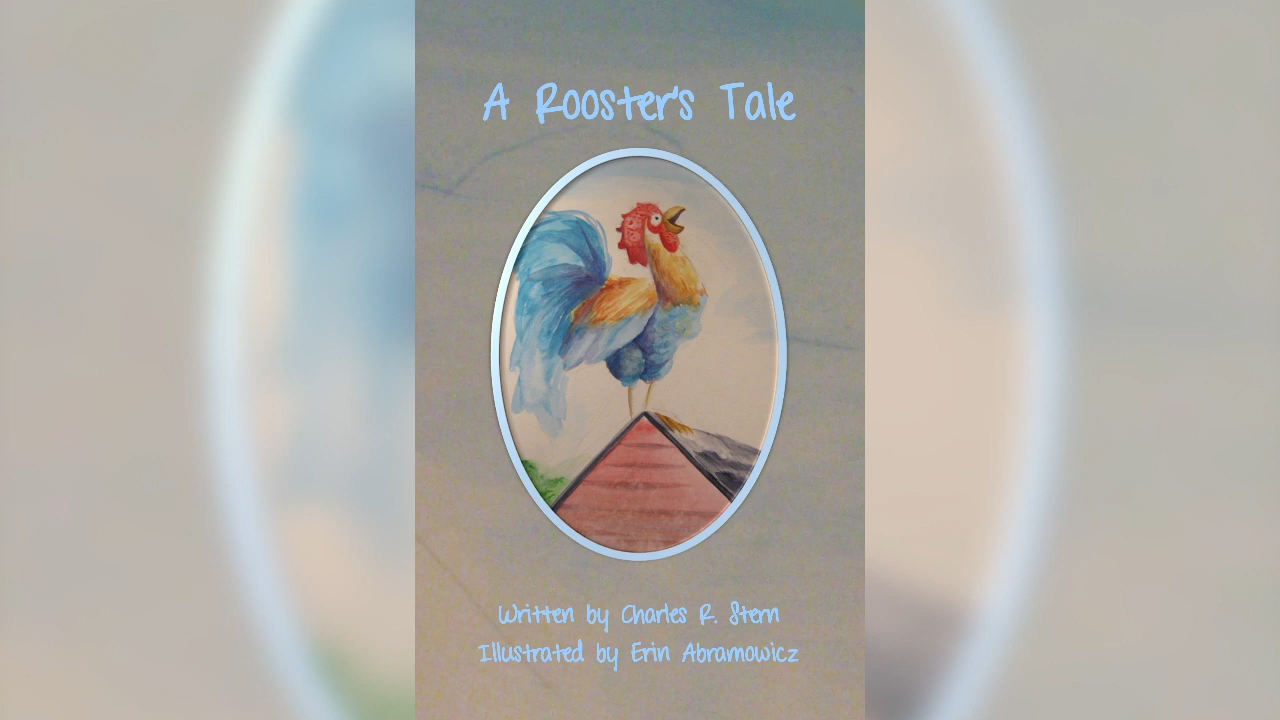 A Rooster's Tale
Written by Charles R. Stern
Illustrated by Erin Abramowicz